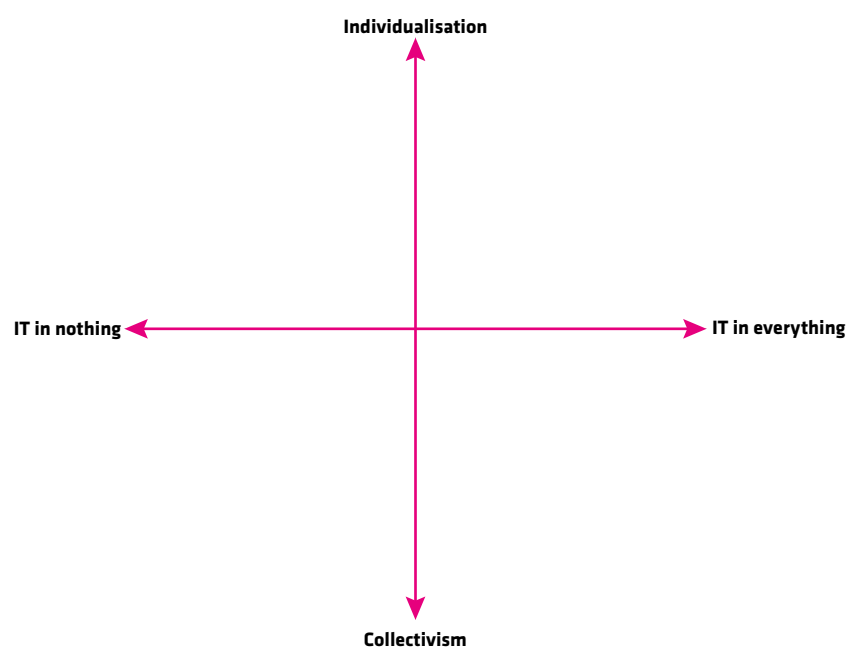 Individualisation
IT in nothing
IT in everything
Collectivism